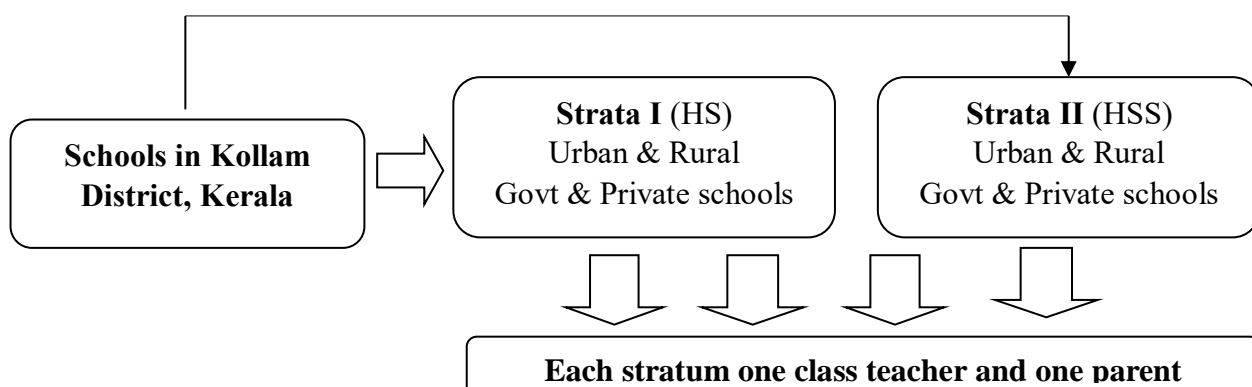 Schools in Kollam
District, Kerala
Strata I (HS)
Urban & Rural
Govt & Private schools
Strata II (HSS)
Urban & Rural
Govt & Private schools
Each stratum one class teacher and one parent